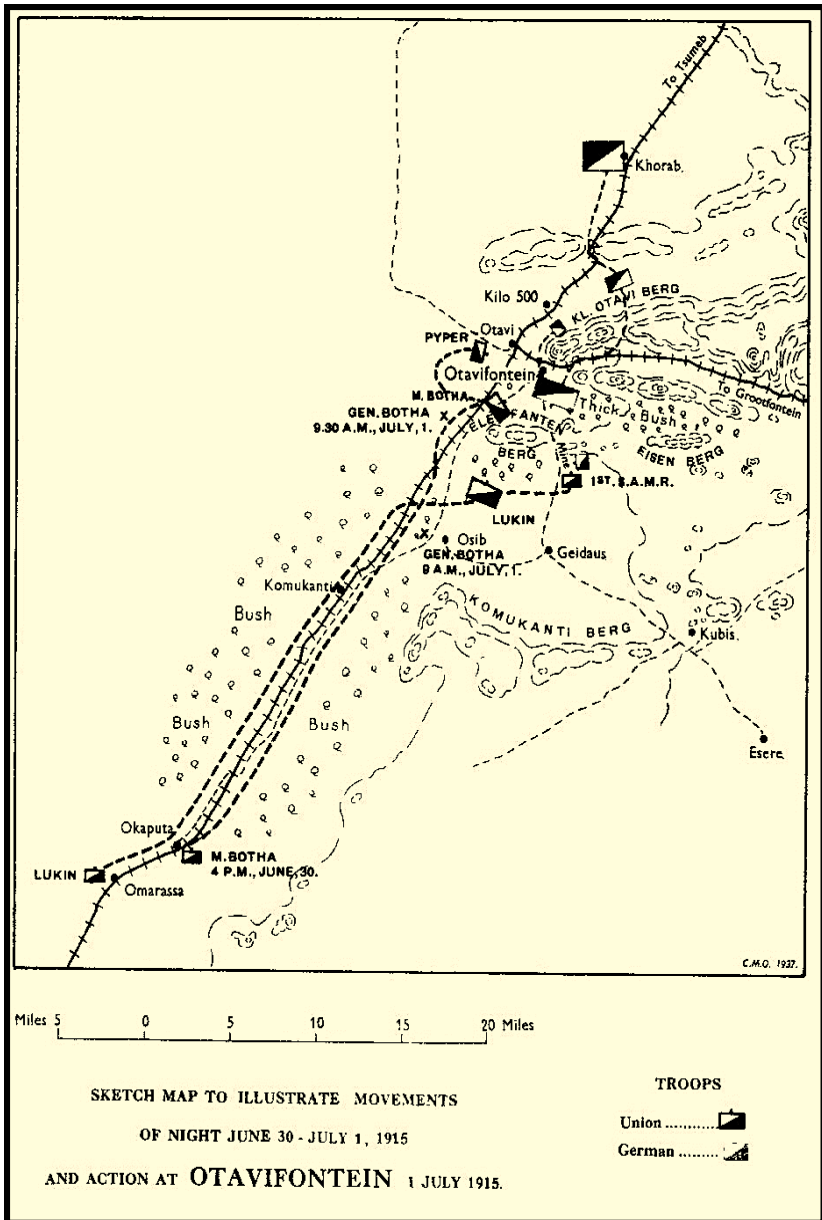 To Tsumeb
Khorab.
Kilo 500
KL. OTAVI BERG
Otavi
PYPER
Otavifontein
To Grootfontein
M. BOTHA
GEN. BOTHA
9.30 A.M., JULY, 1.
ELEFANTEN
BERG
Thick Bush
EISEN BERG
Mine
1ST. S.A.M.R.
LUKIN
Osib
GEN. BOTHA
9 A.M., JULY, 1.
Geidaus
Komukanti
KOMUKANTI BERG
Kubis.
Bush
Bush
Bush
Esere
Okaputa
M. BOTHA
4 P.M., JUNE, 30.
LUKIN
Omarassa
C.M.O. 1937.
Miles 5 0 5 10 15 20 Miles
SKETCH MAP TO ILLUSTRATE MOVEMENTS
OF NIGHT JUNE 30 - JULY 1, 1915
AND ACTION AT OTAVIFONTEIN 1 JULY 1915.
TROOPS
Union ...........
German .........